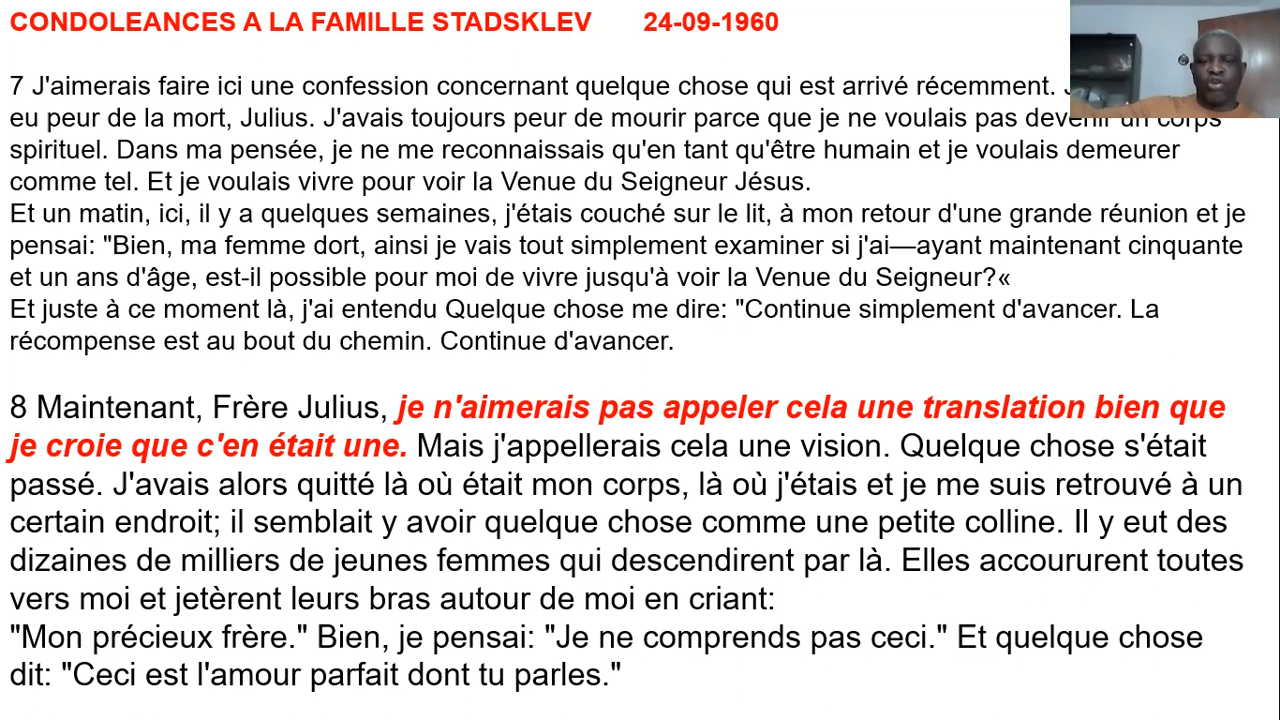 CONDOLEANCES A LA FAMILLE STADSKLEV 24-09-1960
7 J'aimerais faire ici une confession concernant quelque chose qui est arrivé récemment.
eu peur de la mort, Julius. J'avais toujours peur de mourir parce que je ne voulais pas devenir un corps
spirituel. Dans ma pensée, je ne me reconnaissais qu'en tant qu'être humain et je voulais demeurer
comme tel. Et je voulais vivre pour voir la Venue du Seigneur Jésus.
Et un matin, ici, il y a quelques semaines, j'étais couché sur le lit, à mon retour d'une grande réunion et je
pensai: "Bien, ma femme dort, ainsi je vais tout simplement examiner si j'ai—ayant maintenant cinquante
et un ans d'âge, est-il possible pour moi de vivre jusqu'à voir la Venue du Seigneur?«
Et juste à ce moment là, j'ai entendu Quelque chose me dire: "Continue simplement d'avancer. La
récompense est au bout du chemin. Continue d'avancer.
8 Maintenant, Frère Julius, je n'aimerais pas appeler cela une translation bien que
je croie que c'en était une. Mais j'appellerais cela une vision. Quelque chose s'était
passé. J'avais alors quitté là où était mon corps, là où j'étais et je me suis retrouvé à un
certain endroit; il semblait y avoir quelque chose comme une petite colline. Il y eut des
dizaines de milliers de jeunes femmes qui descendirent par là. Elles accoururent toutes
vers moi et jetèrent leurs bras autour de moi en criant:
"Mon précieux frère." Bien, je pensai: "Je ne comprends pas ceci." Et quelque chose
dit: "Ceci est l'amour parfait dont tu parles."